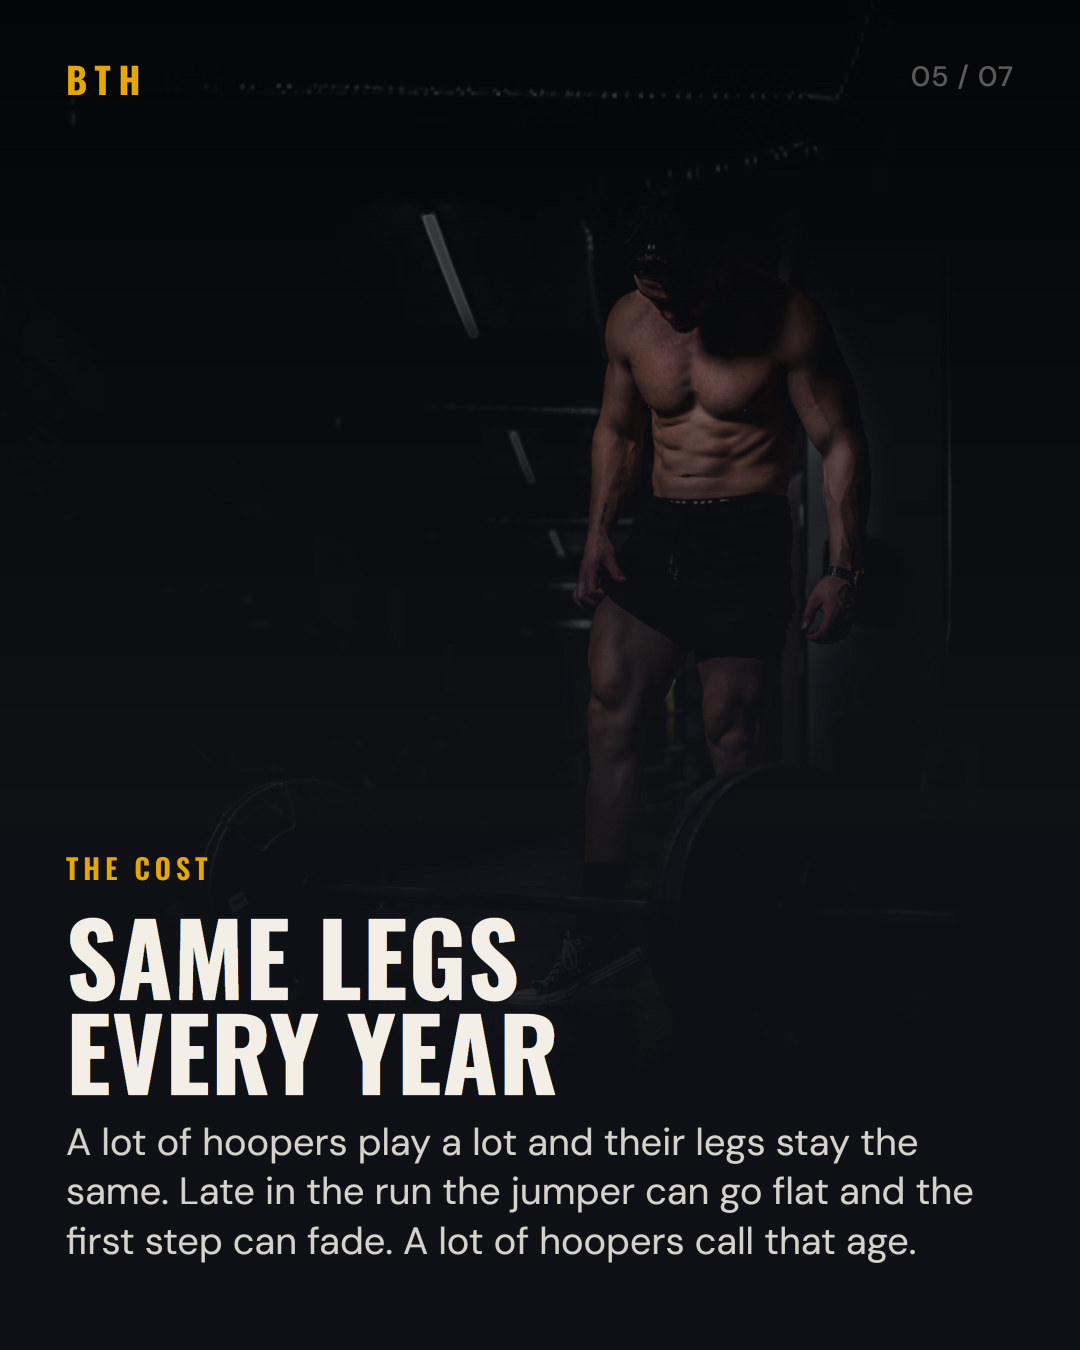 BTH
05 / 07
THE COST
SAME LEGS
EVERY YEAR
A lot of hoopers play a lot and their legs stay the
same. Late in the run the jumper can go flat and the
first step can fade. A lot of hoopers call that age.